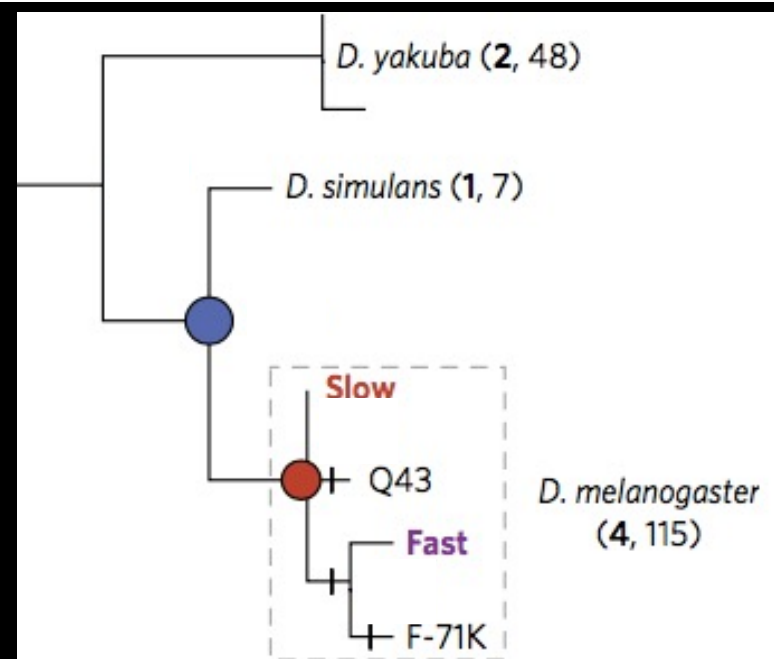 D. yakuba (2, 48)
D. simulans (1, 7)
Slow
Q43
D. melanogaster
(4, 115)
Fast
F-71K